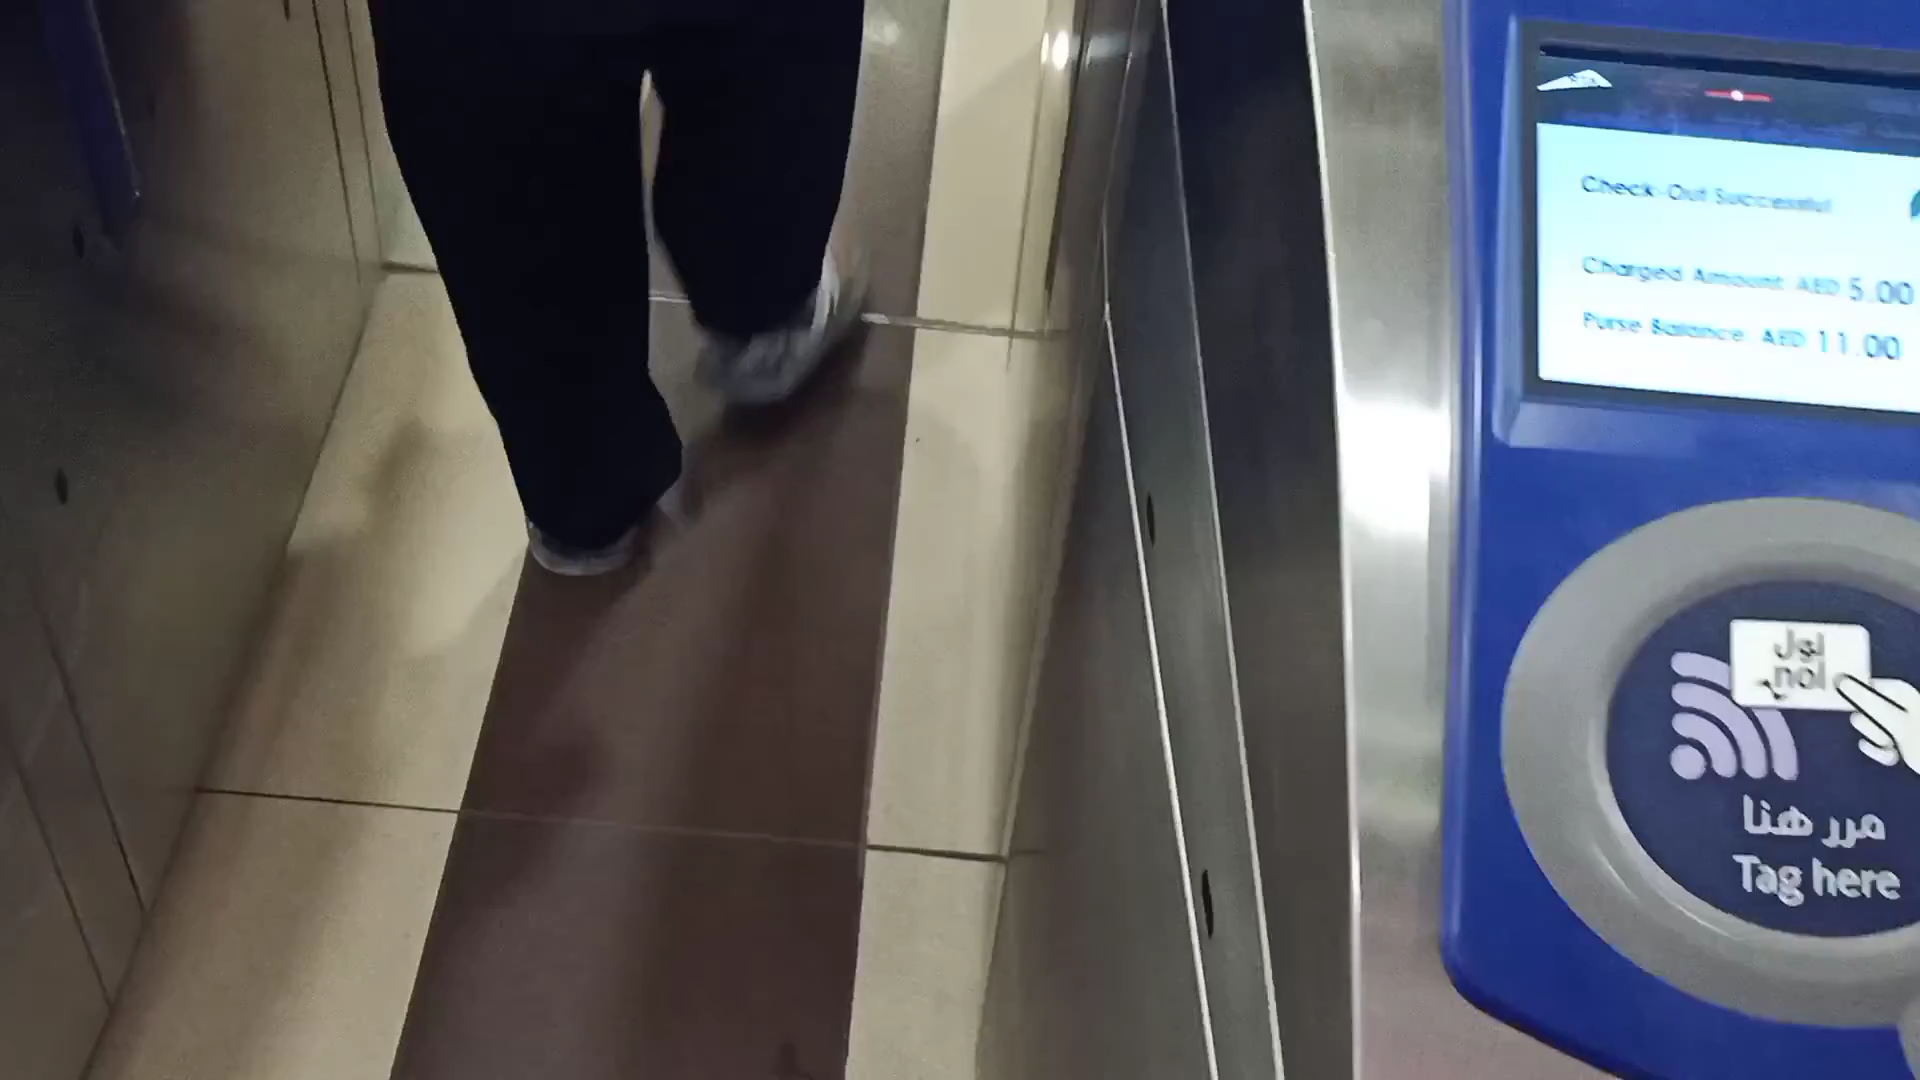 RTA
Check-Out Successful
Charged Amount AED 5.00
Purse Balance AED 11.00
نول
nol
مرر هنا
Tag here